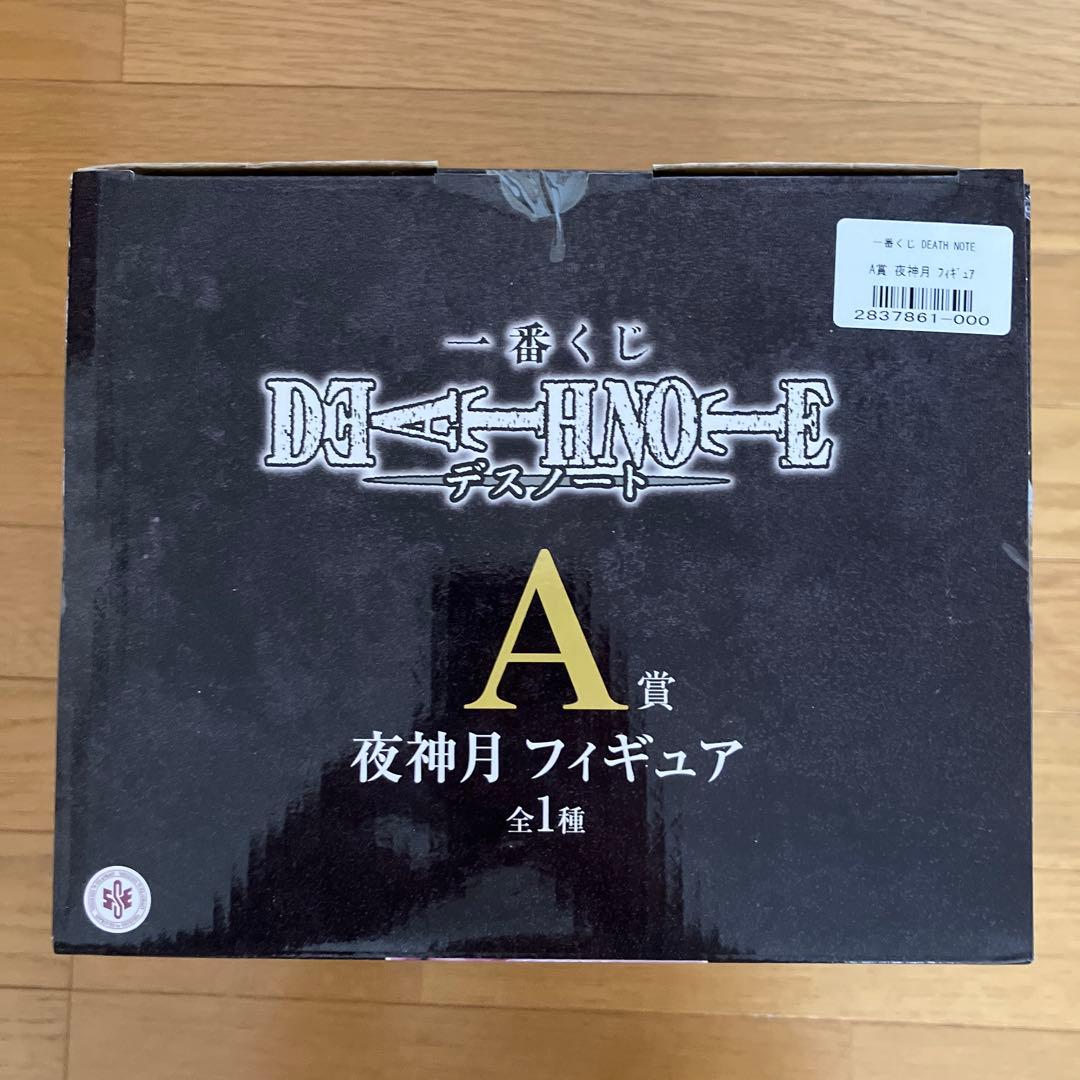 一番くじ DEATH NOTE
A賞 夜神月 ﾌｨｷﾞｭｱ
2837861-000
一番くじ
DEATH NOTE
デスノート
A賞
夜神月 フィギュア
全1種